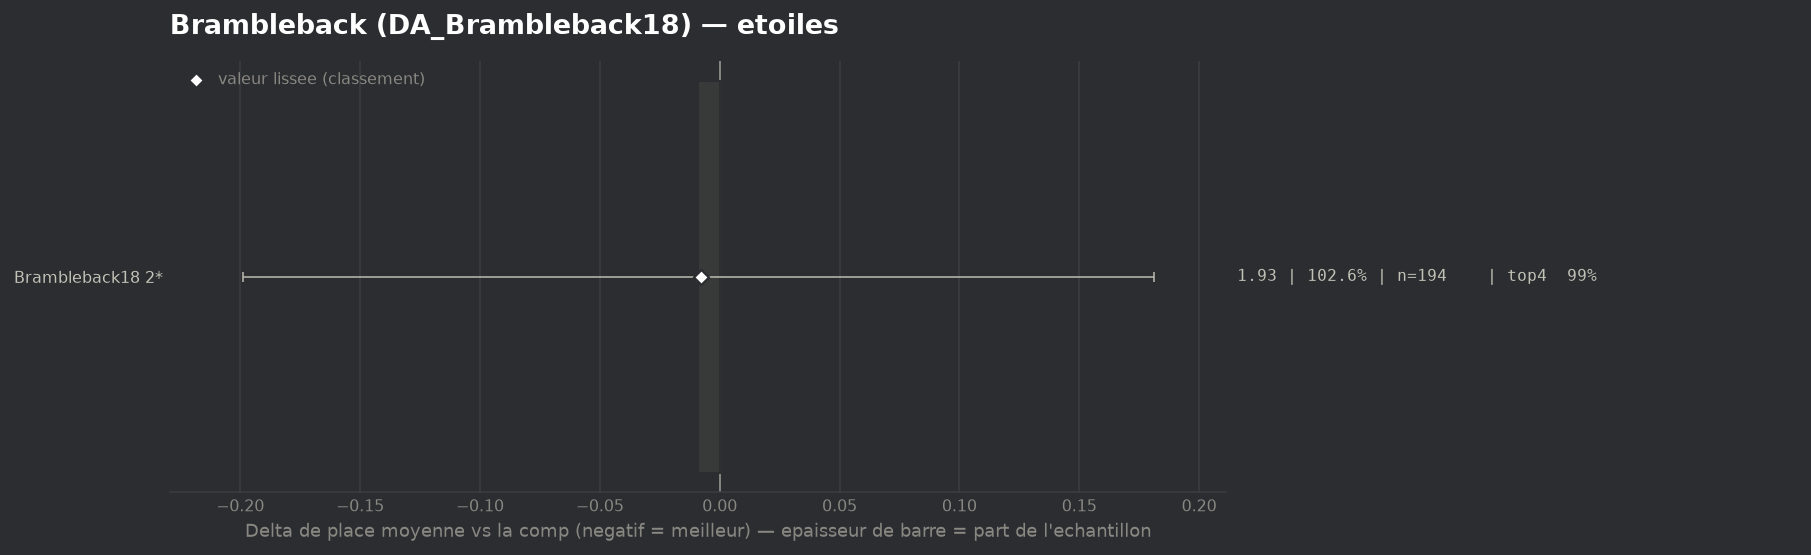 Brambleback (DA_Brambleback18) — etoiles
valeur lissee (classement)
Brambleback18 2*
1.93 | 102.6% | n=194    | top4  99%
−0.20 −0.15 −0.10 −0.05 0.00 0.05 0.10 0.15 0.20
Delta de place moyenne vs la comp (negatif = meilleur) — epaisseur de barre = part de l'echantillon